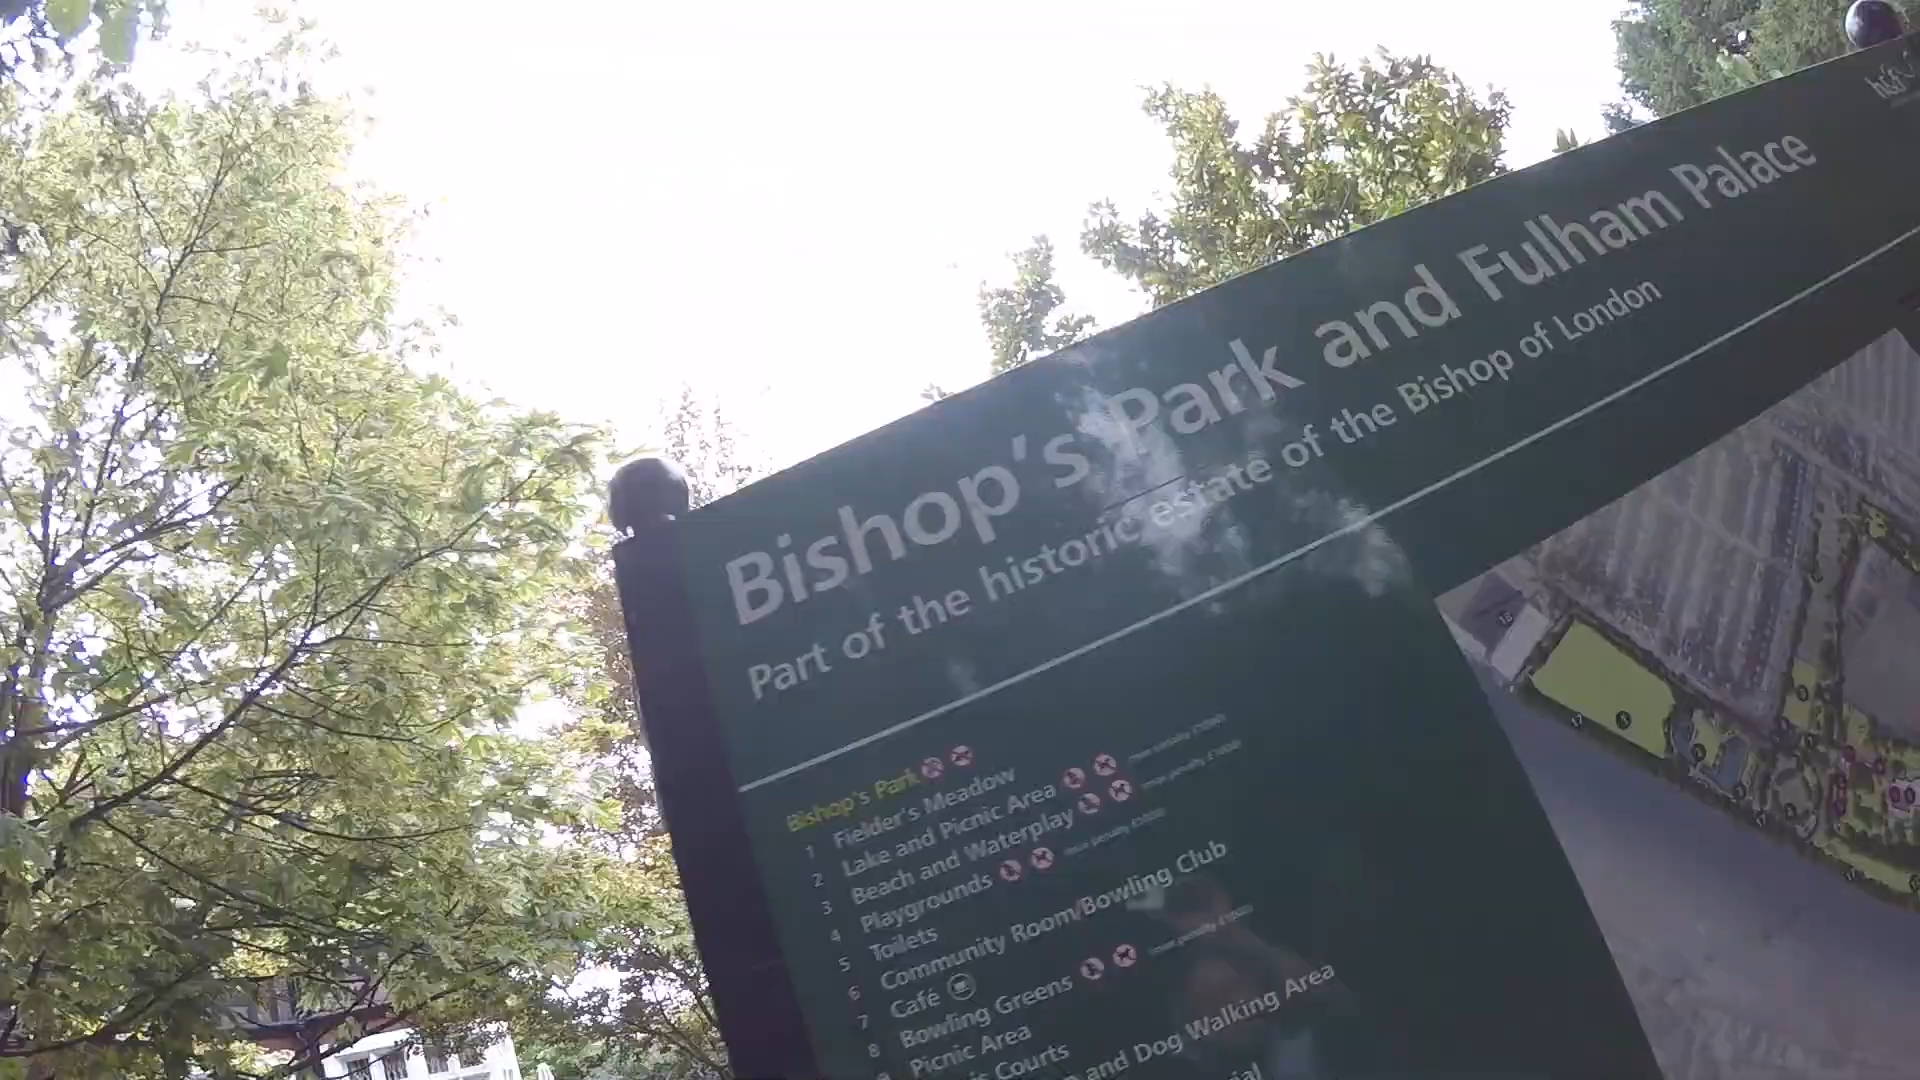 h&f
Bishop's Park and Fulham Palace
Part of the historic estate of the Bishop of London
Bishop's Park
1 Fielder's Meadow
2 Lake and Picnic Area
3 Beach and Waterplay
4 Playgrounds
5 Toilets
6 Community Room/Bowling Club
7 Café
8 Bowling Greens
Picnic Area
Courts
and Dog Walking Area